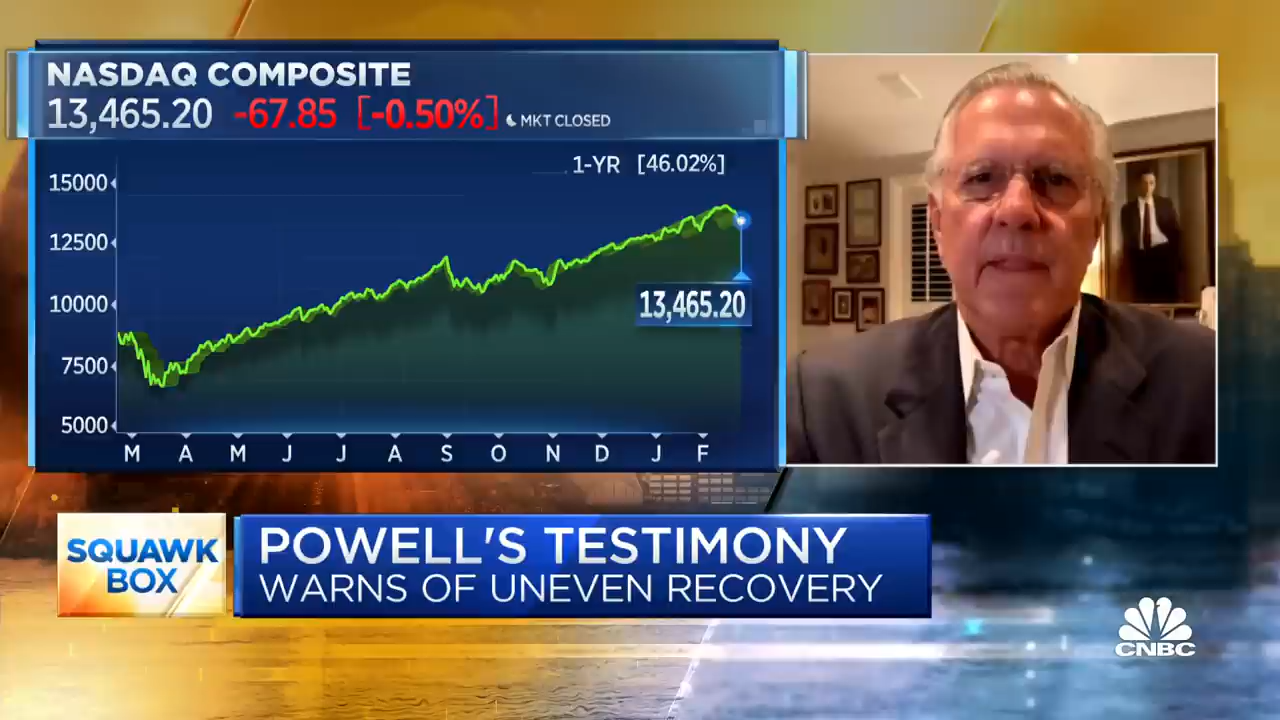 NASDAQ COMPOSITE
13,465.20 -67.85 [-0.50%] MKT CLOSED
1-YR [46.02%]
15000
12500
10000
7500
5000
13,465.20
M A M J J A S O N D J F
SQUAWK
BOX
POWELL'S TESTIMONY
WARNS OF UNEVEN RECOVERY
CNBC